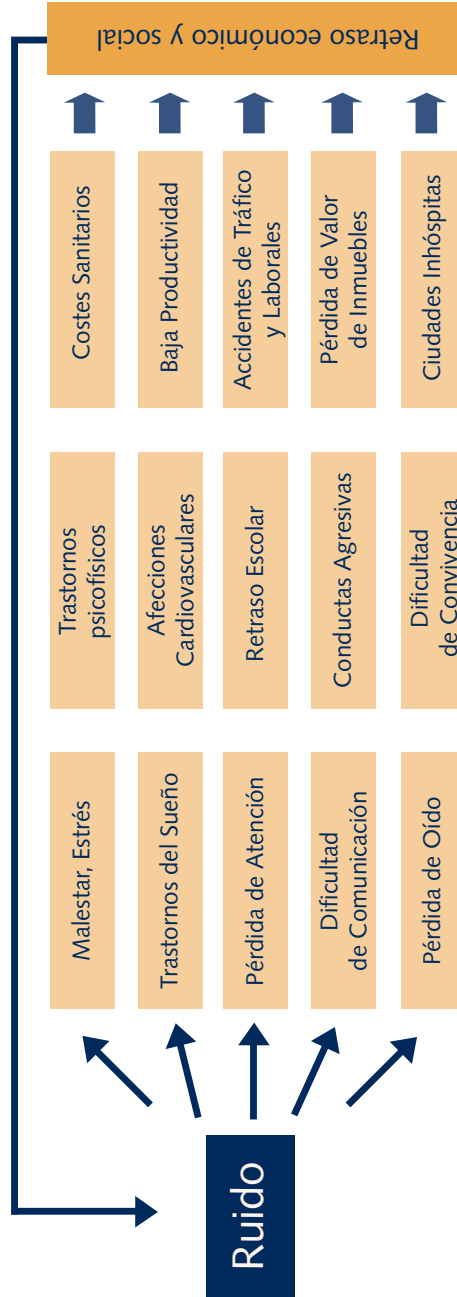 Ruido
Malestar, Estrés
Trastornos del Sueño
Pérdida de Atención
Dificultad
de Comunicación
Pérdida de Oído
Trastornos
psicofísicos
Afecciones
Cardiovasculares
Retraso Escolar
Conductas Agresivas
Dificultad
de Convivencia
Costes Sanitarios
Baja Productividad
Accidentes de Tráfico
y Laborales
Pérdida de Valor
de Inmuebles
Ciudades Inhóspitas
Retraso económico y social